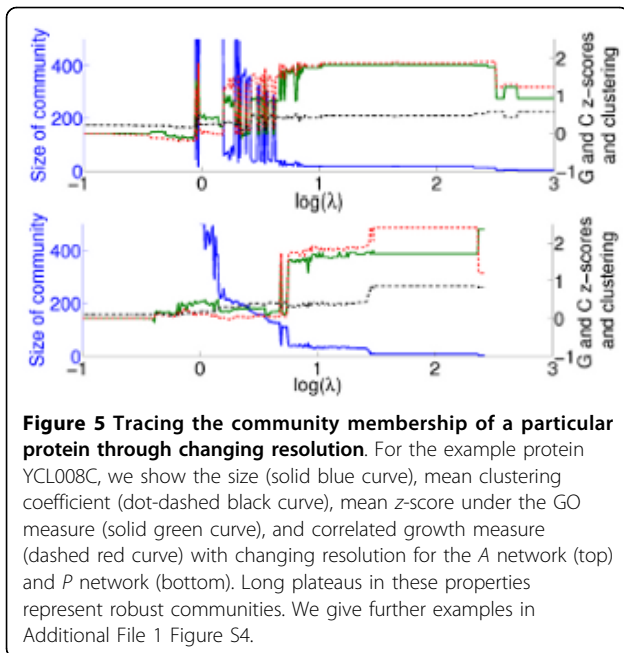 Size of community
400
200
0
−1
0
1
2
3
log(λ)
2
1
0
−1
G and C z−scores
and clustering
Size of community
400
200
0
−1
0
1
2
3
log(λ)
2
1
0
−1
G and C z−scores
and clustering
Figure 5 Tracing the community membership of a particular
protein through changing resolution. For the example protein
YCL008C, we show the size (solid blue curve), mean clustering
coefficient (dot-dashed black curve), mean z-score under the GO
measure (solid green curve), and correlated growth measure
(dashed red curve) with changing resolution for the A network (top)
and P network (bottom). Long plateaus in these properties
represent robust communities. We give further examples in
Additional File 1 Figure S4.